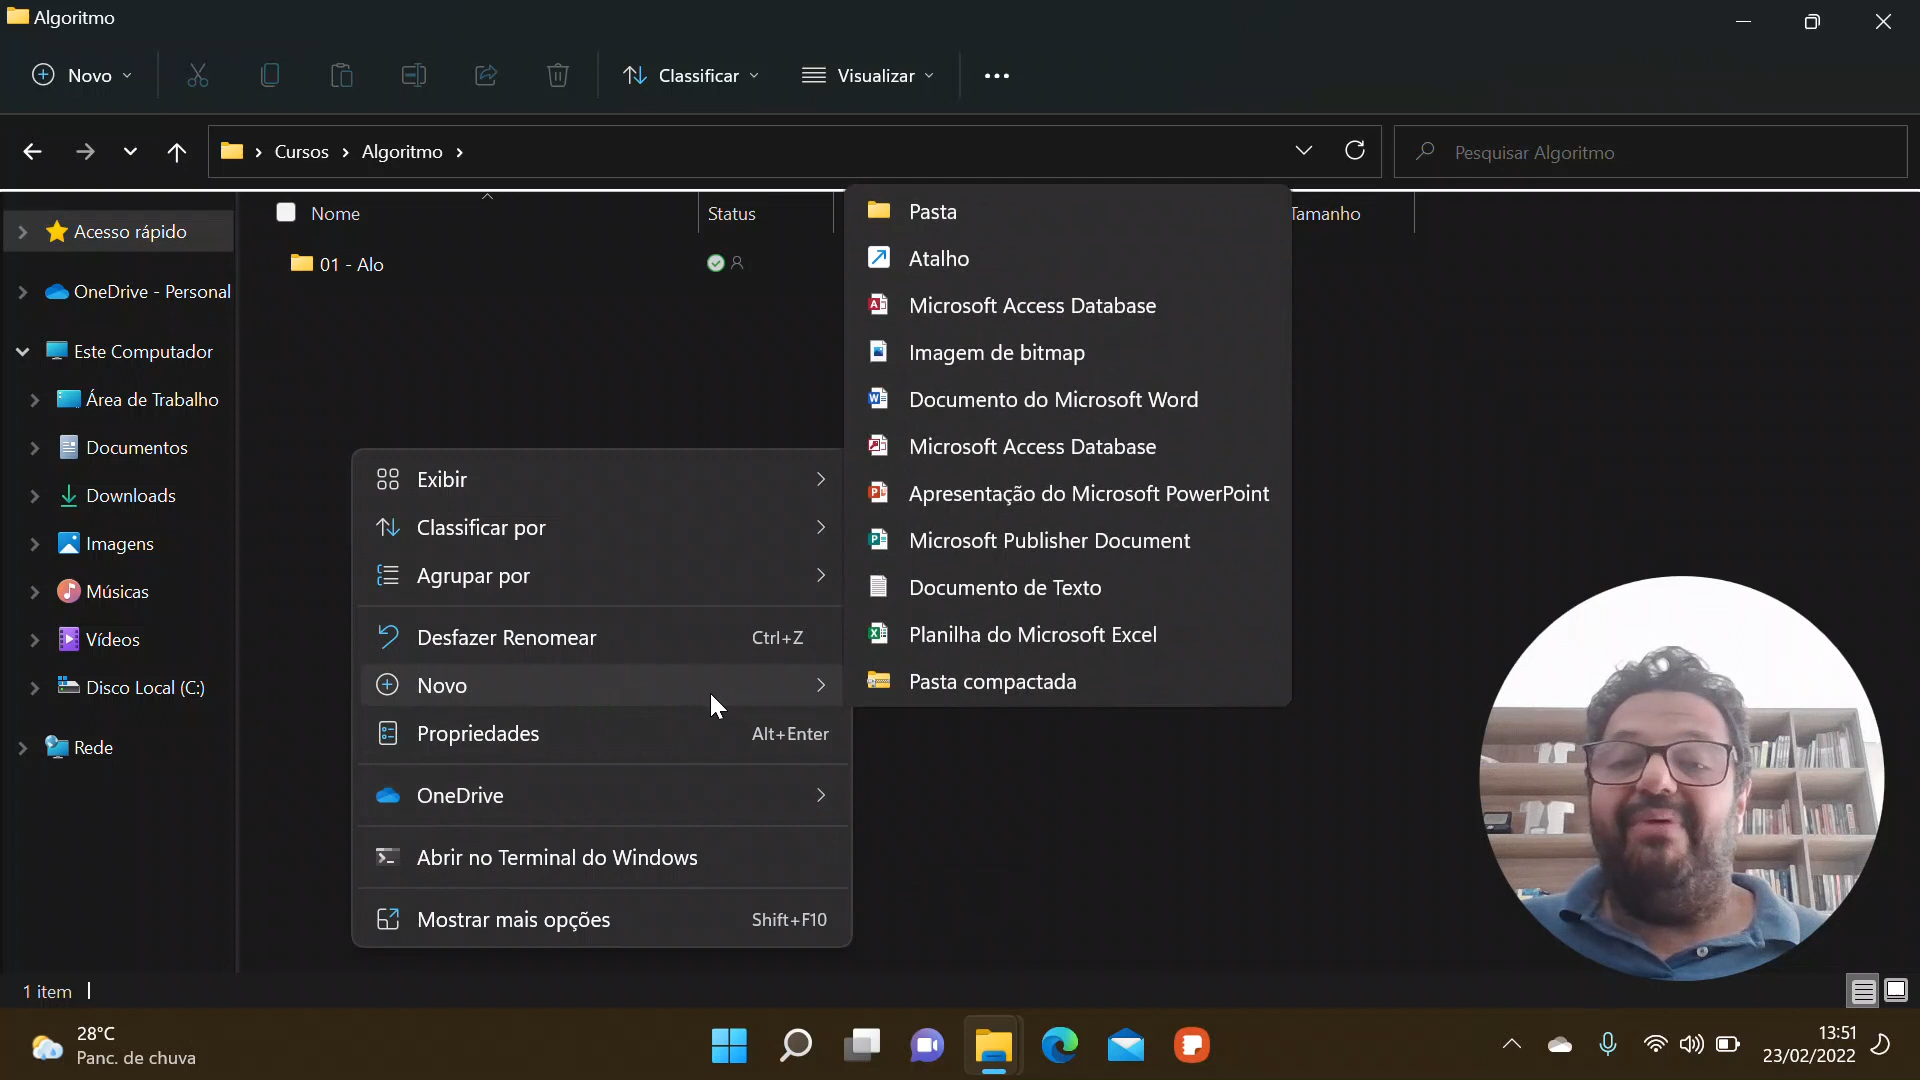 Algoritmo
Novo
Classificar
Visualizar
Cursos
Algoritmo
Pesquisar Algoritmo
Nome
Status
Tamanho
Acesso rápido
OneDrive - Personal
Este Computador
Área de Trabalho
Documentos
Downloads
Imagens
Músicas
Vídeos
Disco Local (C:)
Rede
01 - Alo
Exibir
Classificar por
Agrupar por
Desfazer Renomear Ctrl+Z
Novo
Propriedades Alt+Enter
OneDrive
Abrir no Terminal do Windows
Mostrar mais opções Shift+F10
Pasta
Atalho
Microsoft Access Database
Imagem de bitmap
Documento do Microsoft Word
Microsoft Access Database
Apresentação do Microsoft PowerPoint
Microsoft Publisher Document
Documento de Texto
Planilha do Microsoft Excel
Pasta compactada
1 item
28°C
Panc. de chuva
13:51
23/02/2022